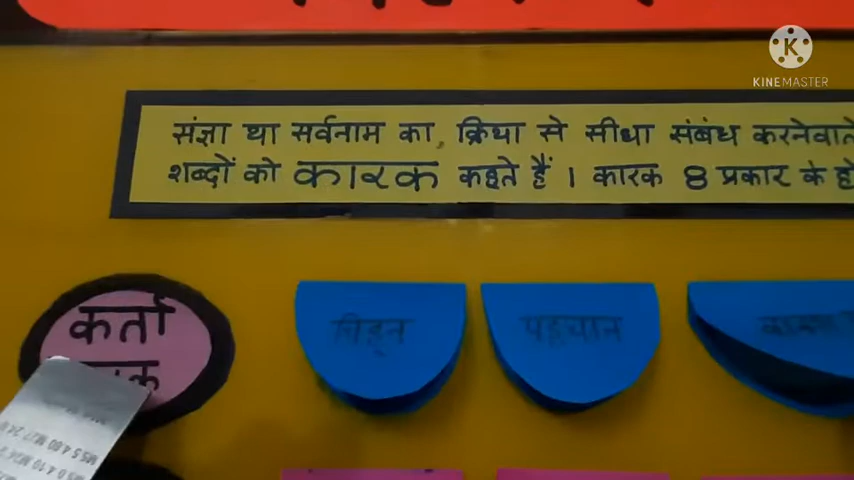 K
KINEMASTER
संज्ञा या सर्वनाम का, क्रिया से सीधा संबंध करनेवाले
शब्दों को कारक कहते हैं । कारक 8 प्रकार के
कर्ता
चिह्न
पहचान